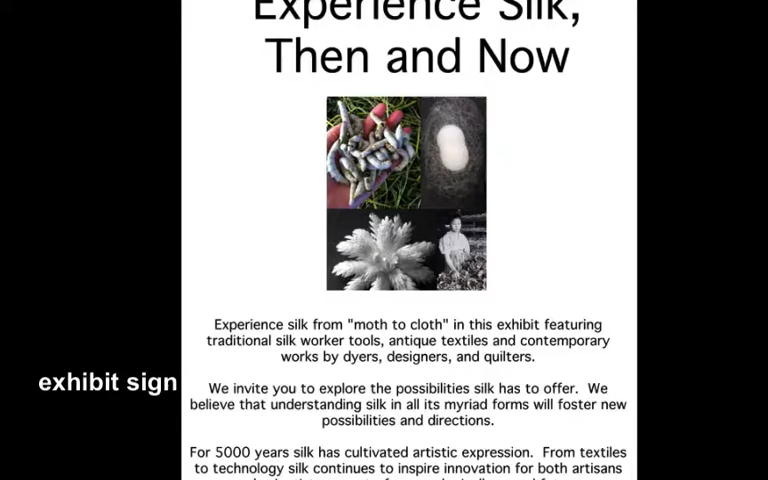 Experience Silk,
Then and Now
Experience silk from "moth to cloth" in this exhibit featuring
traditional silk worker tools, antique textiles and contemporary
works by dyers, designers, and quilters.
exhibit sign
We invite you to explore the possibilities silk has to offer.  We
believe that understanding silk in all its myriad forms will foster new
possibilities and directions.
For 5000 years silk has cultivated artistic expression.  From textiles
to technology silk continues to inspire innovation for both artisans